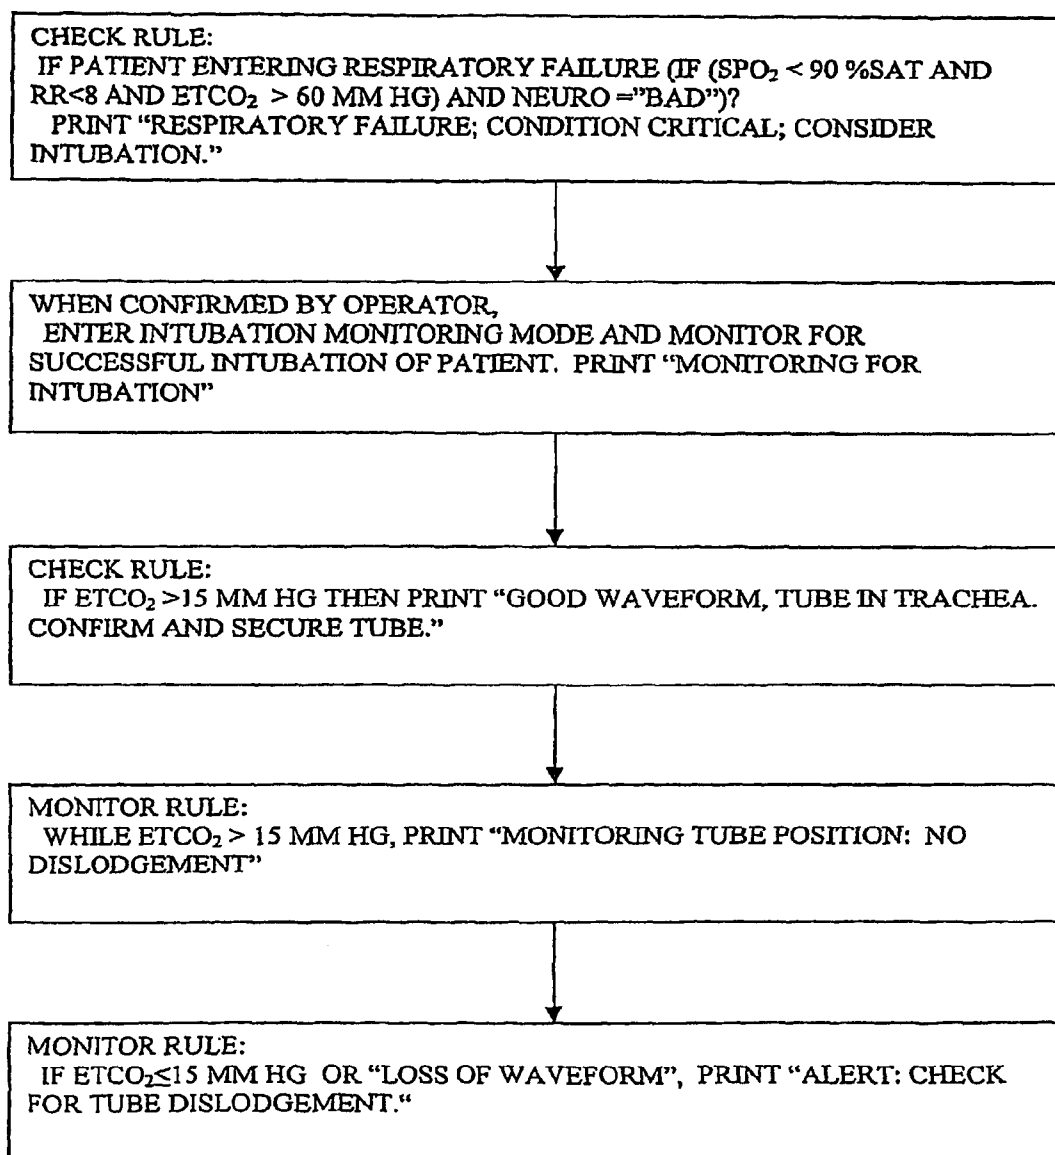 CHECK RULE:
IF PATIENT ENTERING RESPIRATORY FAILURE (IF (SPO₂ < 90 %SAT AND
RR<8 AND ETCO₂ > 60 MM HG) AND NEURO ="BAD")?
PRINT “RESPIRATORY FAILURE; CONDITION CRITICAL; CONSIDER
INTUBATION.”
WHEN CONFIRMED BY OPERATOR,
ENTER INTUBATION MONITORING MODE AND MONITOR FOR
SUCCESSFUL INTUBATION OF PATIENT. PRINT “MONITORING FOR
INTUBATION”
CHECK RULE:
IF ETCO₂ >15 MM HG THEN PRINT “GOOD WAVEFORM, TUBE IN TRACHEA.
CONFIRM AND SECURE TUBE.”
MONITOR RULE:
WHILE ETCO₂ > 15 MM HG, PRINT “MONITORING TUBE POSITION: NO
DISLODGEMENT”
MONITOR RULE:
IF ETCO₂≤15 MM HG OR “LOSS OF WAVEFORM”, PRINT “ALERT: CHECK
FOR TUBE DISLODGEMENT.“